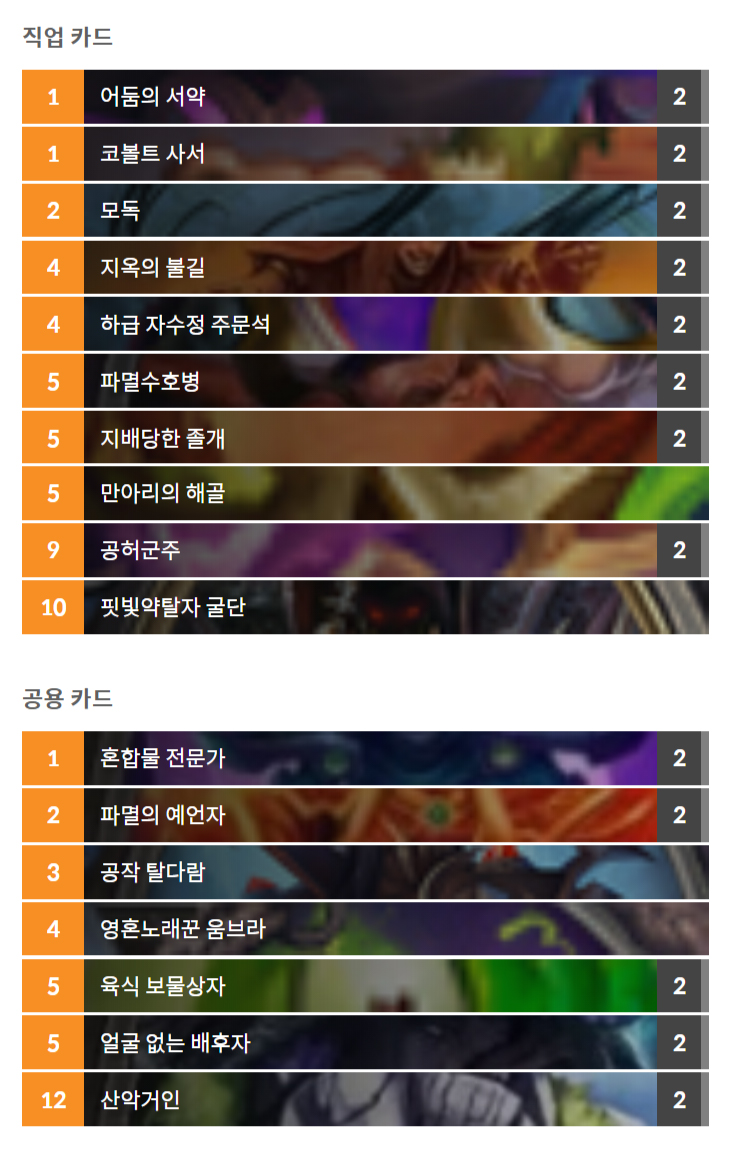 직업 카드
1 어둠의 서약 2
1 코볼트 사서 2
2 모독 2
4 지옥의 불길 2
4 하급 자수정 주문석 2
5 파멸수호병 2
5 지배당한 졸개 2
5 만아리의 해골
9 공허군주 2
10 핏빛약탈자 굴단
공용 카드
1 혼합물 전문가 2
2 파멸의 예언자 2
3 공작 탈다람
4 영혼노래꾼 움브라
5 육식 보물상자 2
5 얼굴 없는 배후자 2
12 산악거인 2